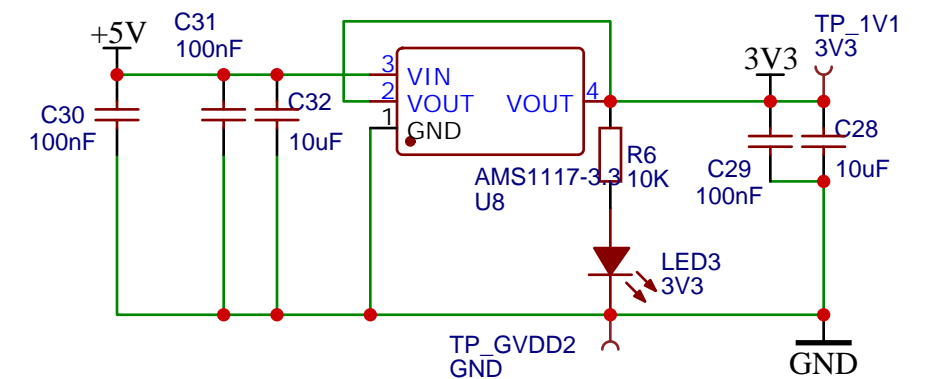 C31
100nF
+5V
TP_1V1
3V3
3V3
3
VIN
2
VOUT
VOUT
4
1
GND
C30
100nF
C32
10uF
R6
10K
AMS1117-3.3
U8
C29
100nF
C28
10uF
LED3
3V3
TP_GVDD2
GND
GND